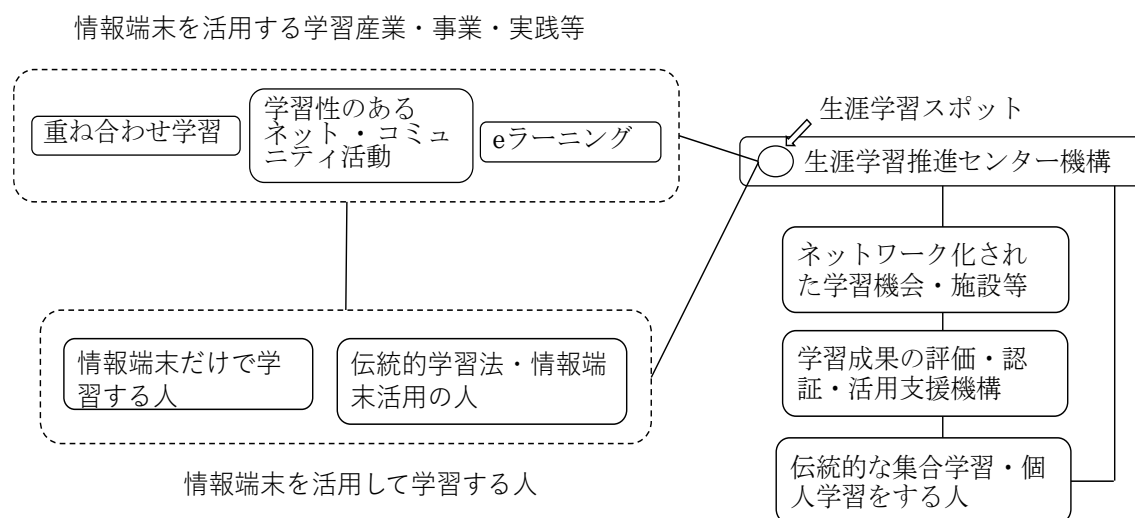 情報端末を活用する学習産業・事業・実践等
重ね合わせ学習
学習性のある
ネット ・コミュ
ニティ活動
eラーニング
生涯学習スポット
生涯学習推進センター機構
ネットワーク化され
た学習機会・施設等
学習成果の評価・認
証・活用支援機構
伝統的な集合学習・個
人学習をする人
情報端末だけで学
習する人
伝統的学習法・情報端
末活用の人
情報端末を活用して学習する人